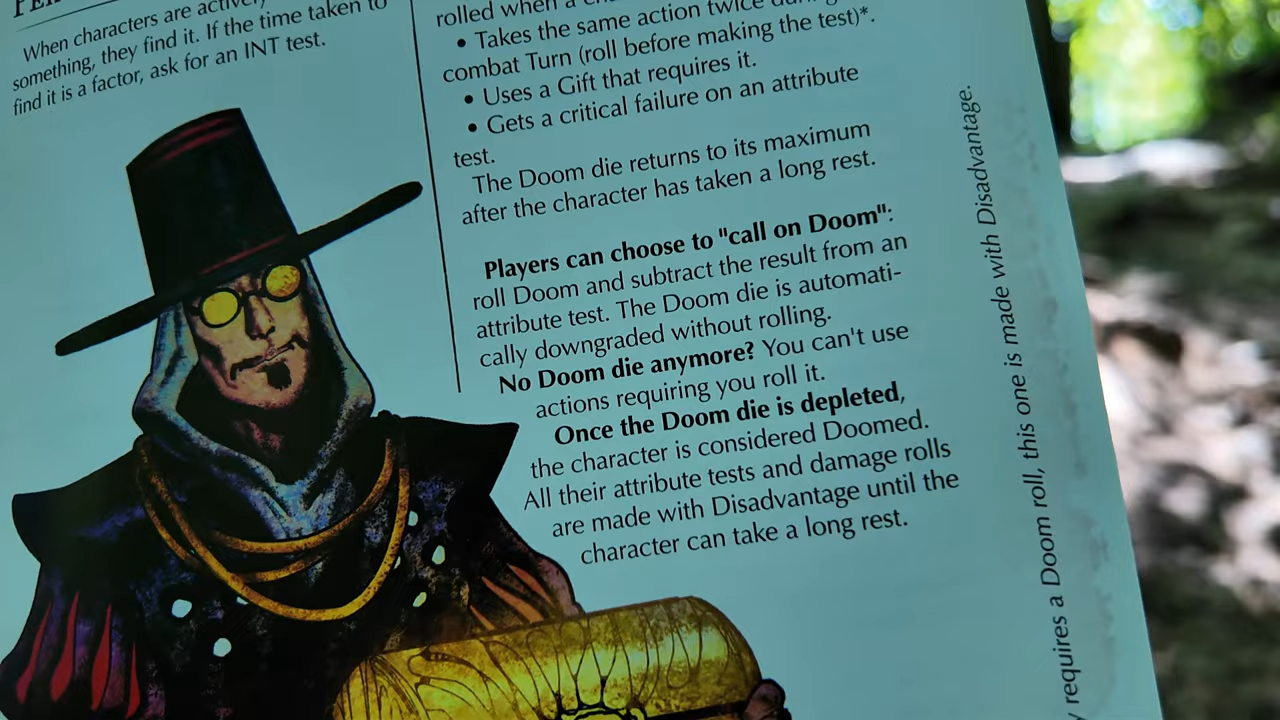 When characters are actively
something, they find it. If the time taken to
find it is a factor, ask for an INT test.
rolled when a
• Takes the same action twice
combat Turn (roll before making the test)*.
• Uses a Gift that requires it.
• Gets a critical failure on an attribute
test.
The Doom die returns to its maximum
after the character has taken a long rest.
Players can choose to "call on Doom":
roll Doom and subtract the result from an
attribute test. The Doom die is automati-
cally downgraded without rolling.
No Doom die anymore? You can't use
actions requiring you roll it.
Once the Doom die is depleted,
the character is considered Doomed.
All their attribute tests and damage rolls
are made with Disadvantage until the
character can take a long rest.
requires a Doom roll, this one is made with Disadvantage.